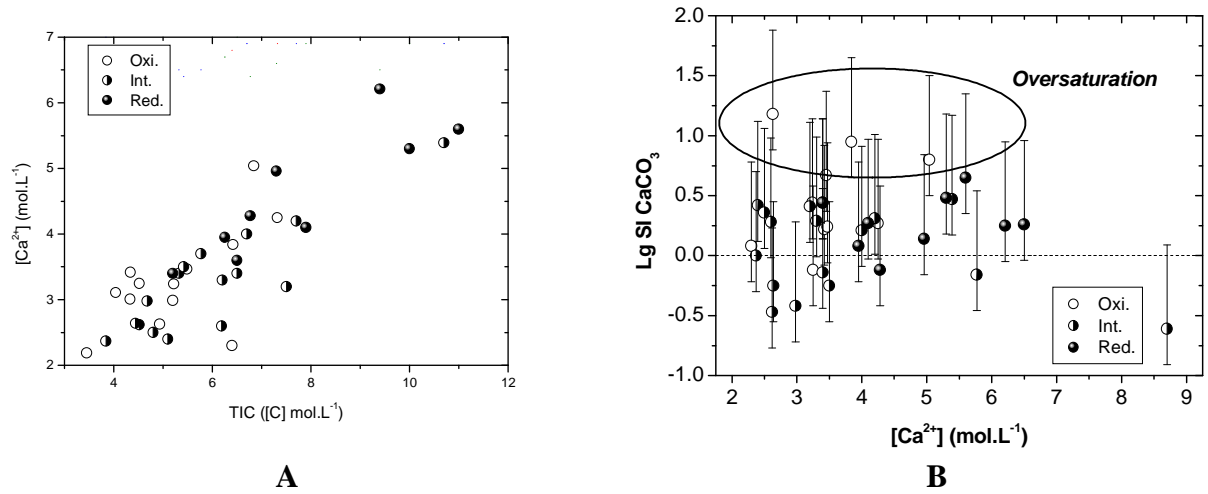 7
6
5
4
3
2
4
6
8
10
12
[Ca²⁺] (mol.L⁻¹)
TIC ([C] mol.L⁻¹)
Oxi.
Int.
Red.
A
2.0
1.5
1.0
0.5
0.0
-0.5
-1.0
2
3
4
5
6
7
8
9
Lg SI CaCO₃
[Ca²⁺] (mol.L⁻¹)
Oversaturation
Oxi.
Int.
Red.
B